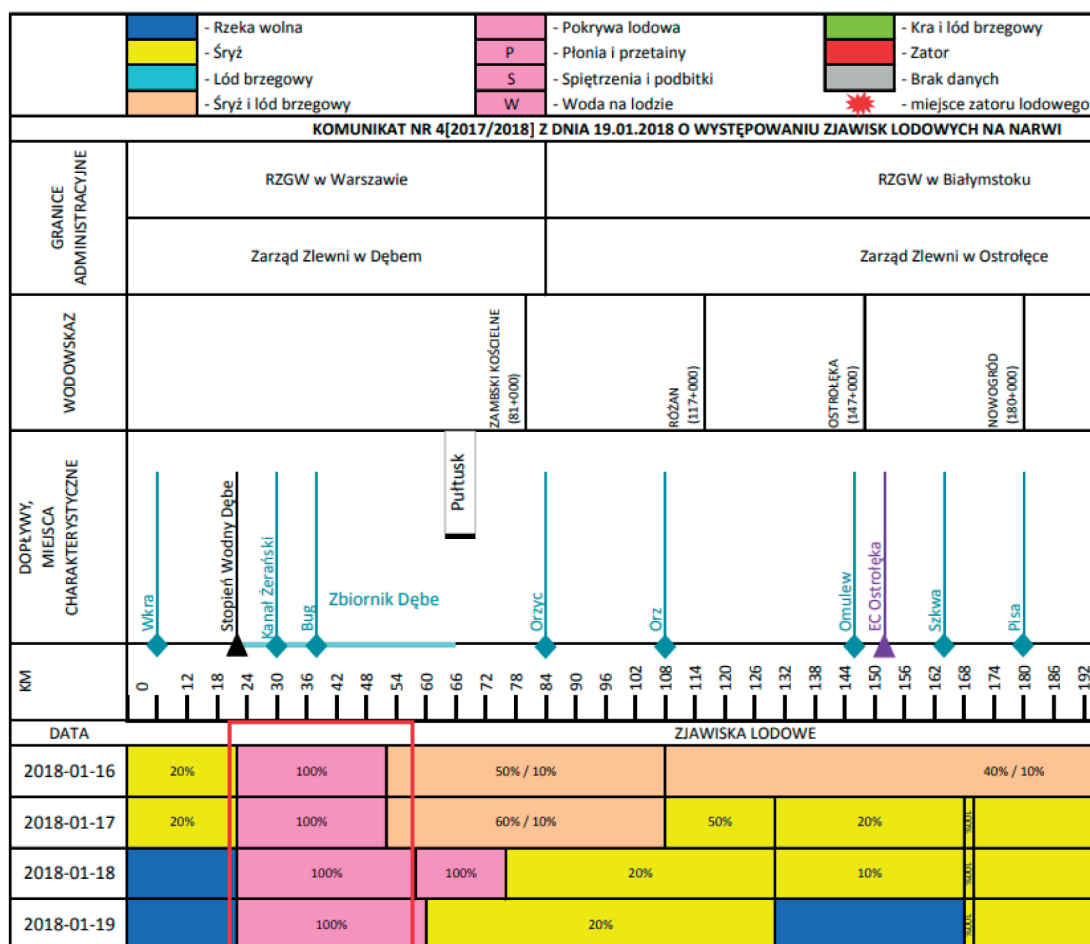 - Rzeka wolna
- Pokrywa lodowa
- Kra i lód brzegowy
- Śryż
P
- Płonia i przetainy
- Zator
- Lód brzegowy
S
- Spiętrzenia i podbitki
- Brak danych
- Śryż i lód brzegowy
W
- Woda na lodzie
- miejsce zatoru lodowego
KOMUNIKAT NR 4[2017/2018] Z DNIA 19.01.2018 O WYSTĘPOWANIU ZJAWISK LODOWYCH NA NARWI
GRANICE
ADMINISTRACYJNE
RZGW w Warszawie
RZGW w Białymstoku
Zarząd Zlewni w Dębem
Zarząd Zlewni w Ostrołęce
WODOWSKAZ
ZAMBSKI KOŚCIELNE
(81+000)
RÓŻAN
(117+000)
OSTROŁĘKA
(147+000)
NOWOGRÓD
(180+000)
DOPŁYWY,
MIEJSCA
CHARAKTERYSTYCZNE
Wkra
Stopień Wodny Dębe
Kanał Żerański
Bug
Zbiornik Dębe
Pułtusk
Orzyc
Orz
Omulew
EC Ostrołęka
Szkwa
Pisa
KM
0 12 18 24 30 36 42 48 54 60 66 72 78 84 90 96 102 108 114 120 126 132 138 144 150 156 162 168 174 180 186 192
DATA
ZJAWISKA LODOWE
2018-01-16
20%
100%
50% / 10%
40% / 10%
2018-01-17
20%
100%
60% / 10%
50%
20%
100%
2018-01-18
100%
100%
20%
10%
100%
2018-01-19
100%
20%
100%